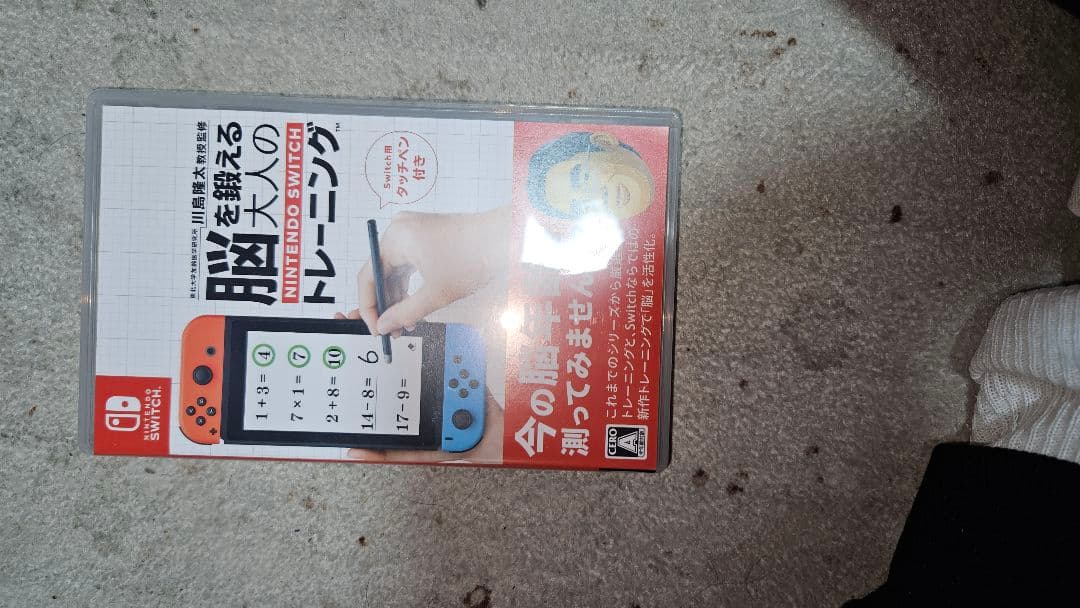 NINTENDO
SWITCH.
東北大学加齢医学研究所 川島隆太教授監修
脳を鍛える
大人の
NINTENDO SWITCH
トレーニング™
Switch用
タッチペン
付き
1+3= 4
7×1= 7
2+8= 10
14-8= 6
17-9=
今の脳年
測ってみません
これまでのシリーズから
トレーニングと、Switchならではの
新作トレーニングで「脳」を活性化。
CERO
A